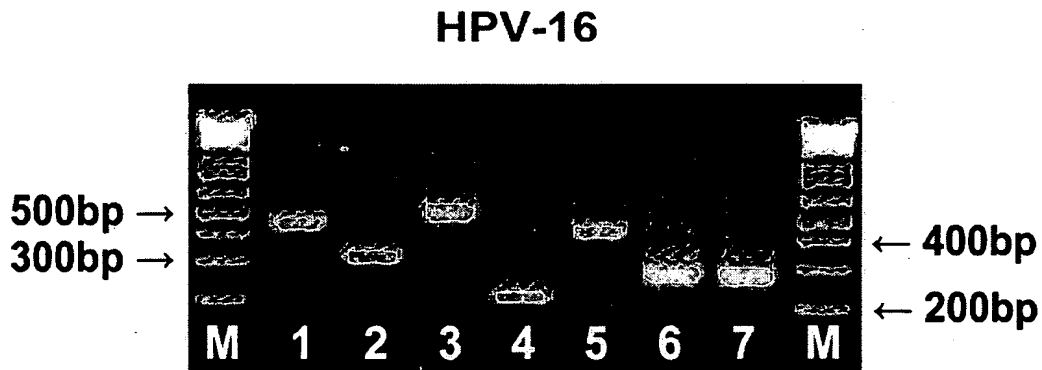 HPV-16
500bp →
300bp →
← 400bp
← 200bp
M 1 2 3 4 5 6 7 M